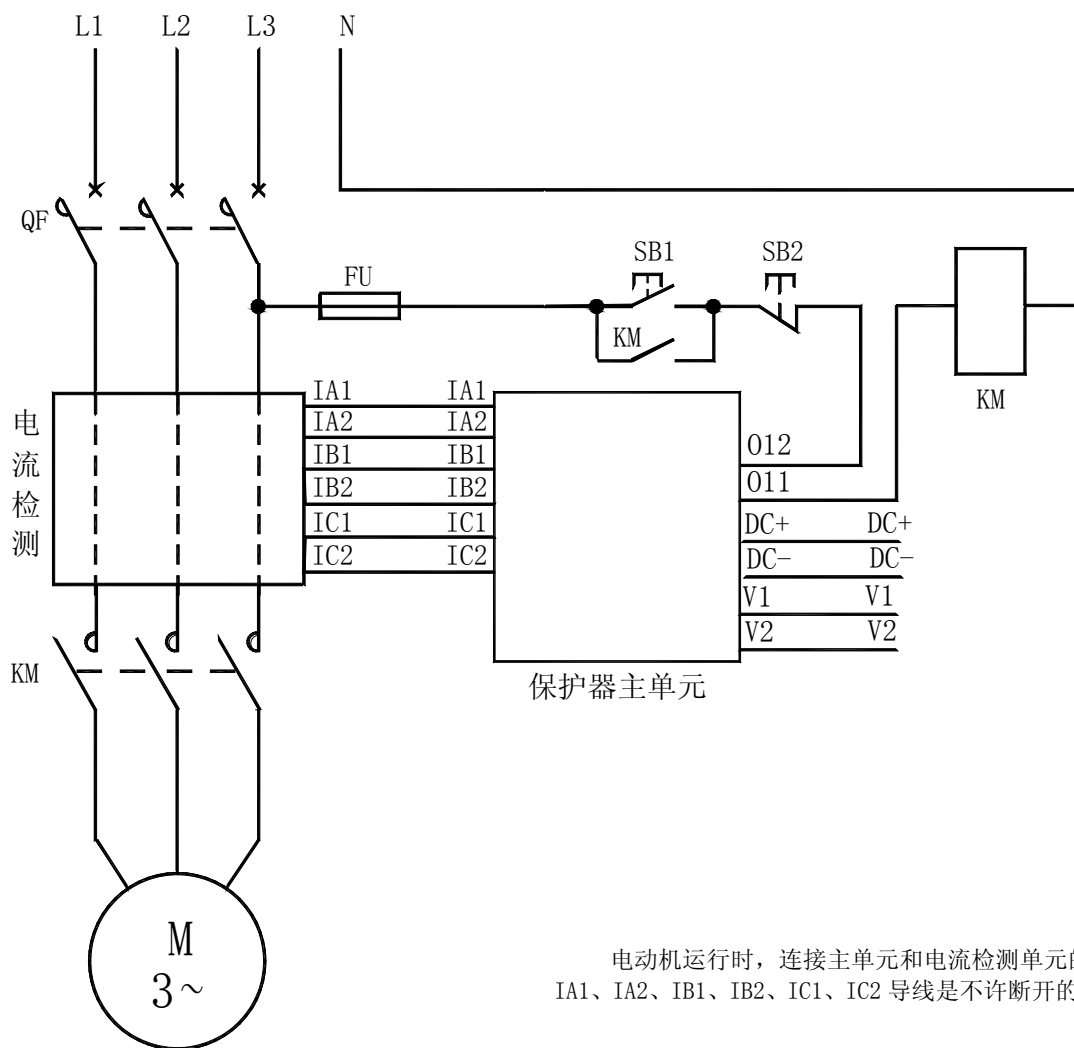 L1 L2 L3 N
QF
FU
SB1 SB2
KM
KM
电流检测
IA1 IA1
IA2 IA2
IB1 IB1
IB2 IB2
IC1 IC1
IC2 IC2
O12
O11
DC+ DC+
DC- DC-
V1 V1
V2 V2
KM
保护器主单元
M
3~
电动机运行时，连接主单元和电流检测单元的
IA1、IA2、IB1、IB2、IC1、IC2 导线是不许断开的